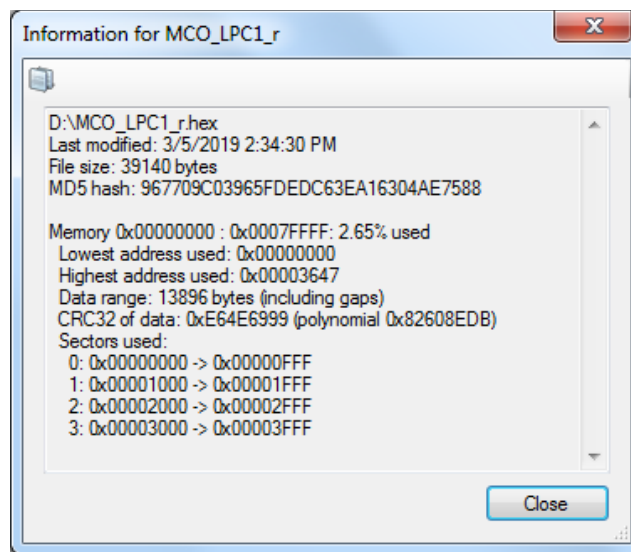 Information for MCO_LPC1_r
D:\MCO_LPC1_r.hex
Last modified: 3/5/2019 2:34:30 PM
File size: 39140 bytes
MD5 hash: 967709C03965FDEDC63EA16304AE7588
Memory 0x00000000 : 0x0007FFFF: 2.65% used
Lowest address used: 0x00000000
Highest address used: 0x00003647
Data range: 13896 bytes (including gaps)
CRC32 of data: 0xE64E6999 (polynomial 0x82608EDB)
Sectors used:
0: 0x00000000 -> 0x00000FFF
1: 0x00001000 -> 0x00001FFF
2: 0x00002000 -> 0x00002FFF
3: 0x00003000 -> 0x00003FFF
Close